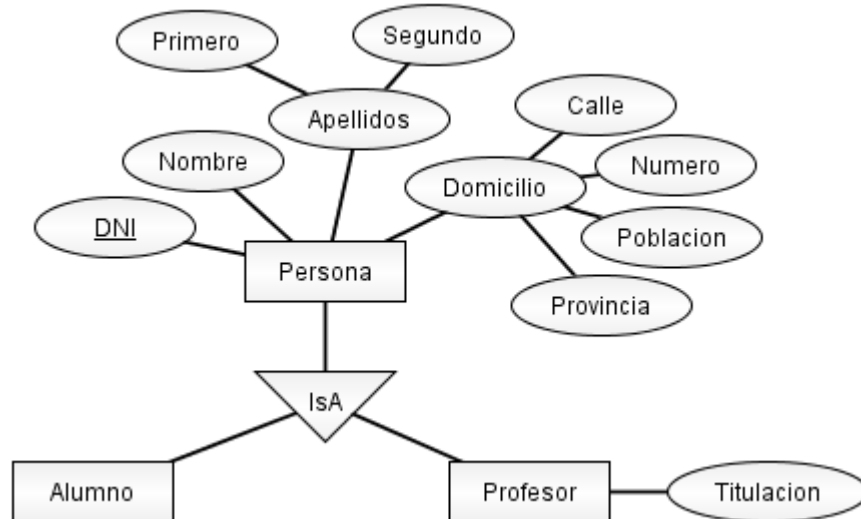 Primero
Segundo
Apellidos
Calle
Nombre
Domicilio
Numero
DNI
Poblacion
Persona
Provincia
IsA
Alumno
Profesor
Titulacion